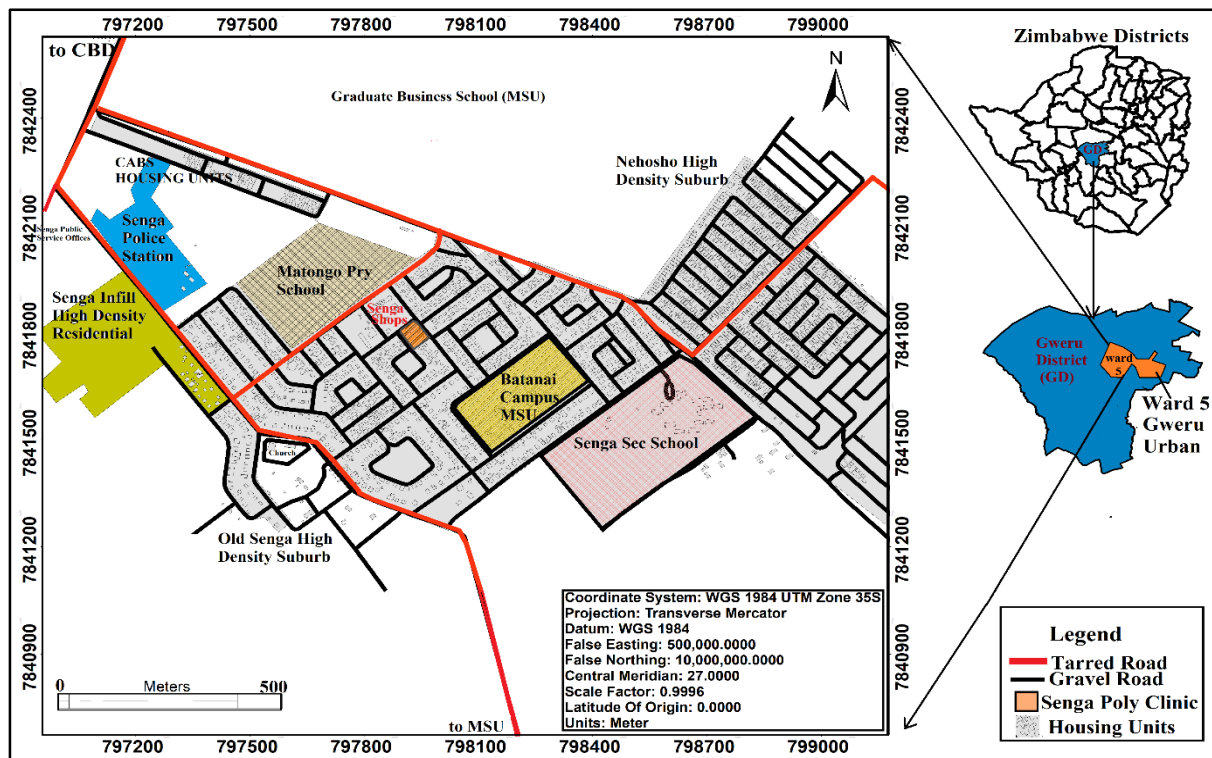 797200 797500 797800 798100 798400 798700 799000
to CBD
N
Graduate Business School (MSU)
7842400
7842100
7841800
7841500
7841200
7840900
CABS
HOUSING UNITS
Nehosho High
Density Suburb
Senga Public
Service Offices
Senga
Police
Station
Matongo Pry
School
Senga Infill
High Density
Residential
Senga
Shops
Batanai
Campus
MSU
Senga Sec School
Church
Old Senga High
Density Suburb
0 Meters 500
to MSU
Coordinate System: WGS 1984 UTM Zone 35S
Projection: Transverse Mercator
Datum: WGS 1984
False Easting: 500,000.0000
False Northing: 10,000,000.0000
Central Meridian: 27.0000
Scale Factor: 0.9996
Latitude Of Origin: 0.0000
Units: Meter
7842400
7842100
7841800
7841500
7841200
7840900
797200 797500 797800 798100 798400 798700 799000
Zimbabwe Districts
GD
Gweru
District
(GD)
ward
5
Ward 5
Gweru
Urban
Legend
Tarred Road
Gravel Road
Senga Poly Clinic
Housing Units